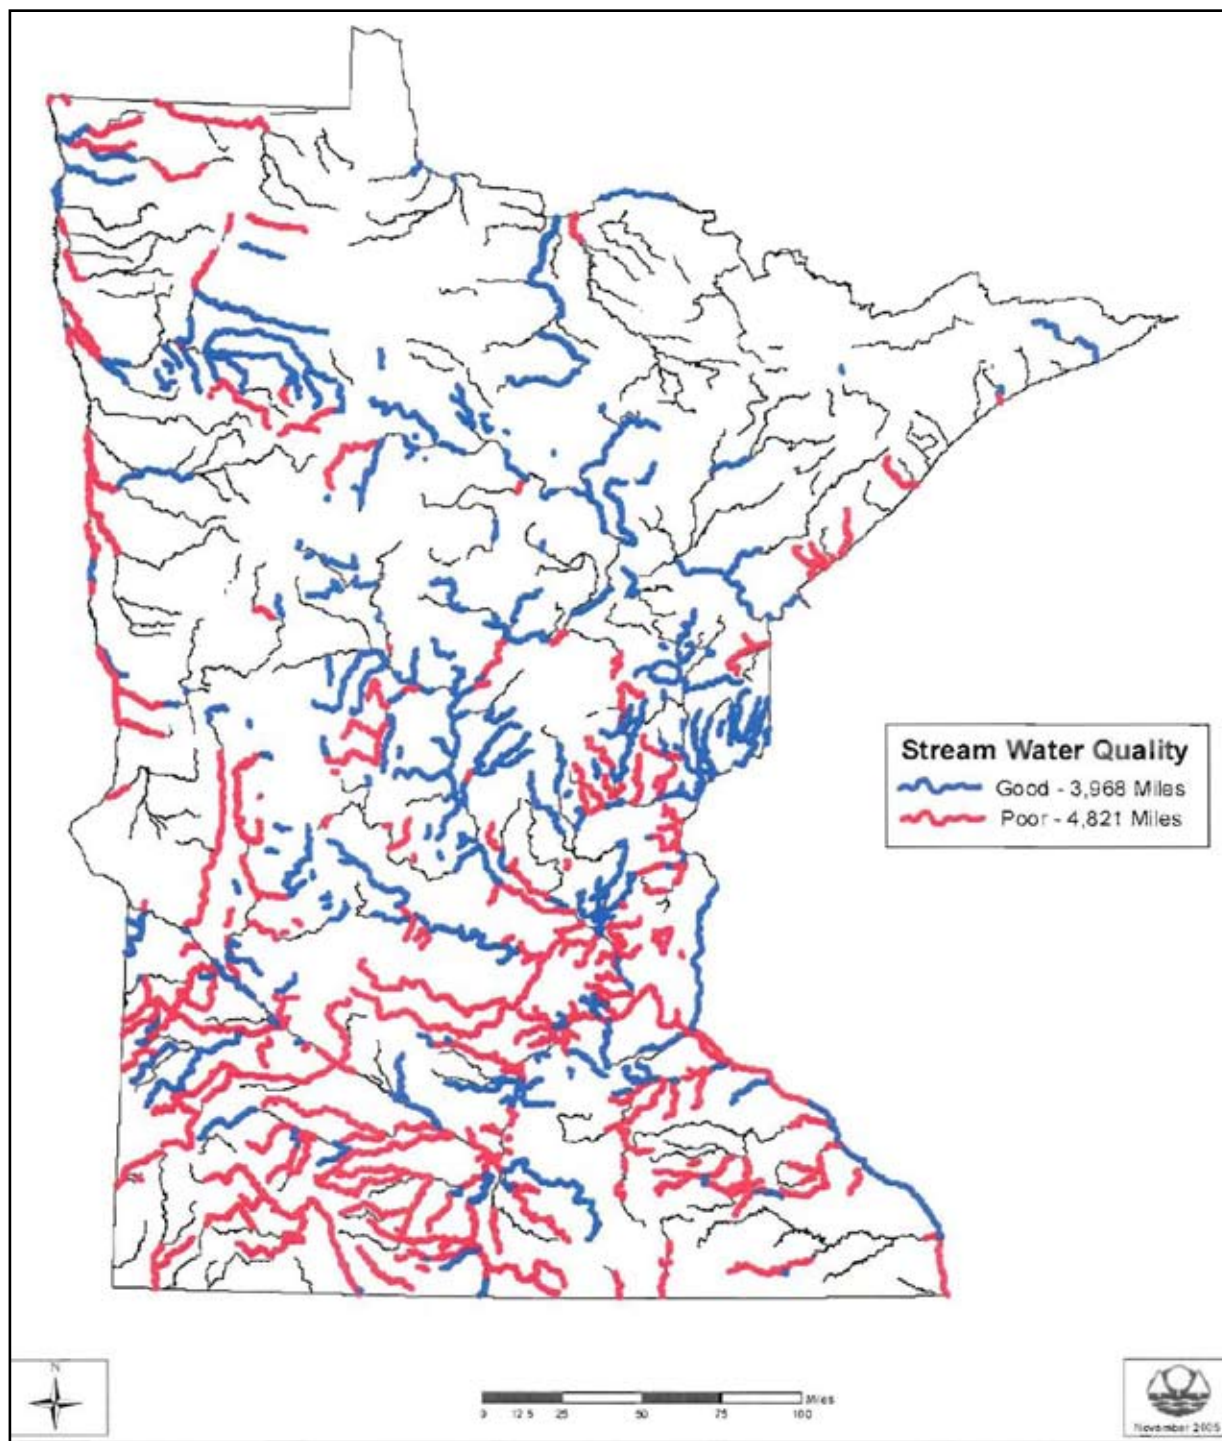 Stream Water Quality
Good - 3,968 Miles
Poor - 4,821 Miles
N
0 12.5 25 50 75 100 Miles
November 2005